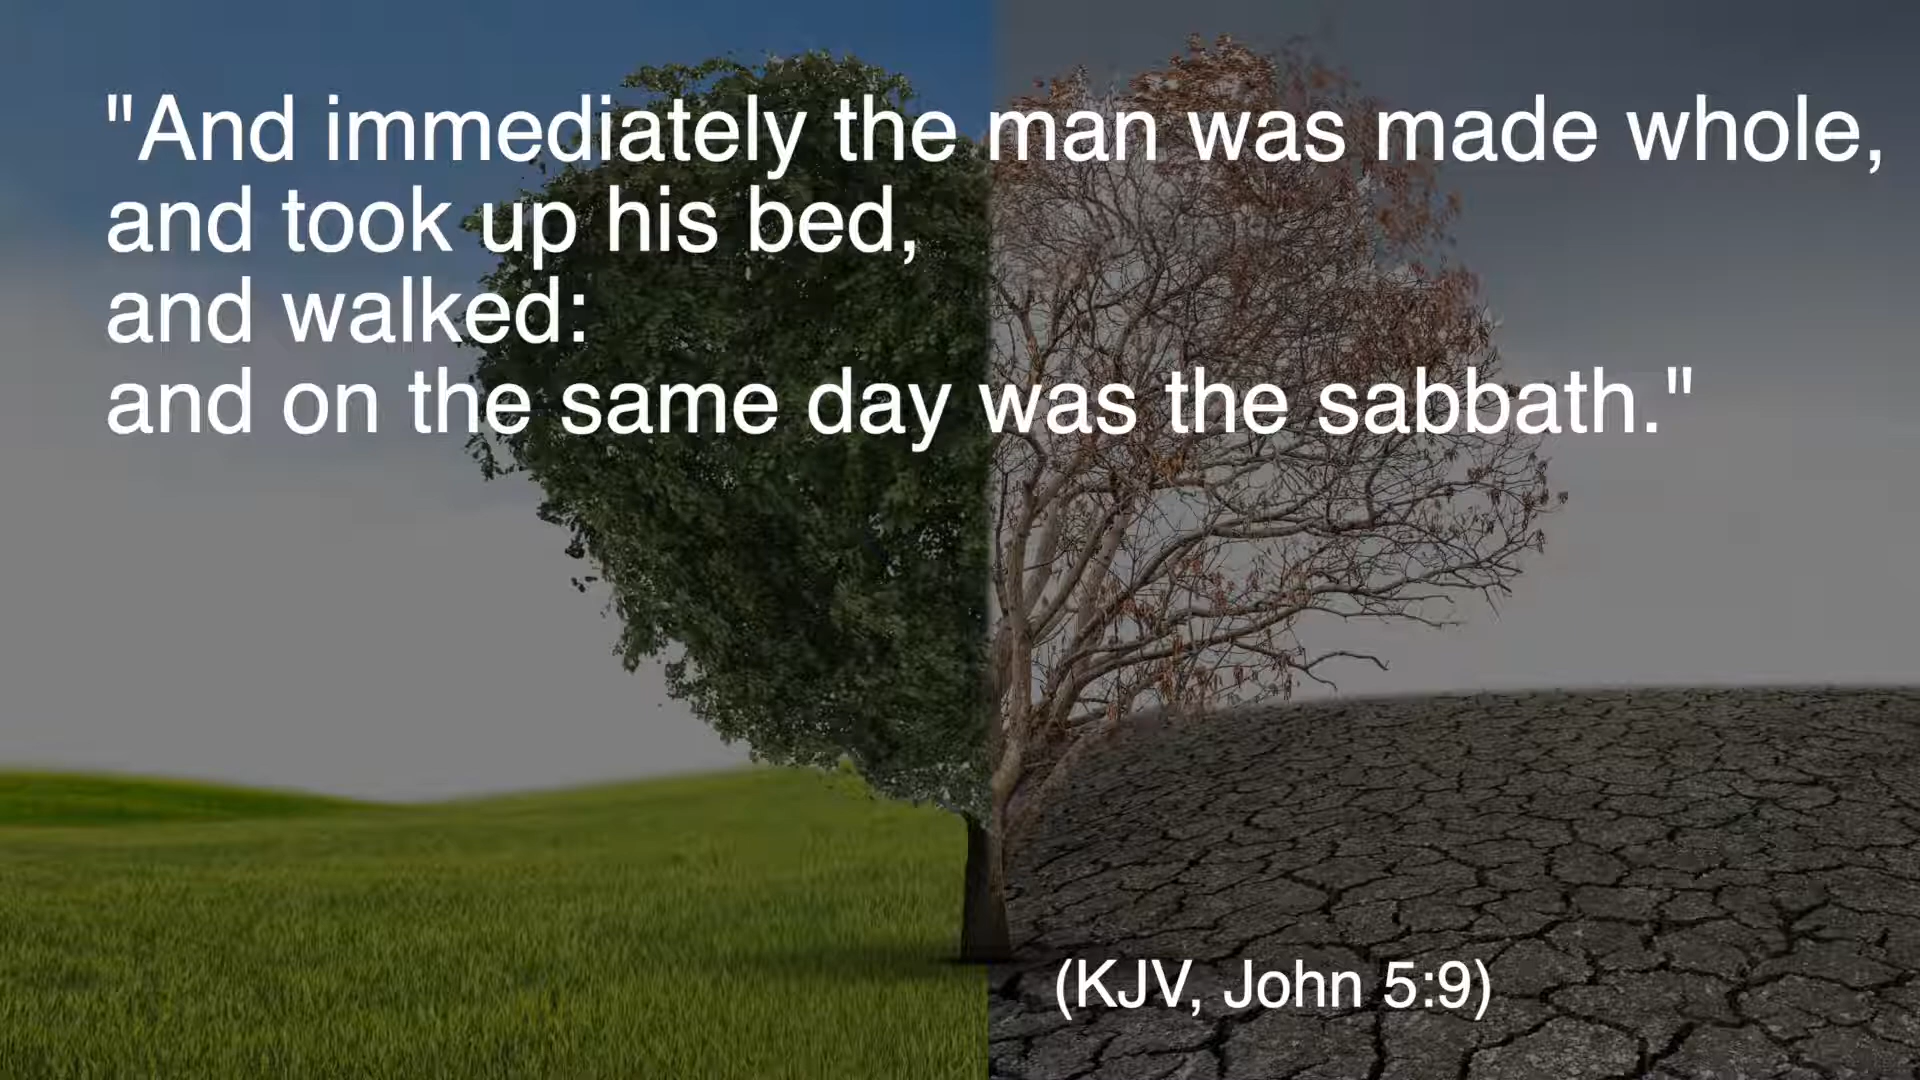 "And immediately the man was made whole,
and took up his bed,
and walked:
and on the same day was the sabbath."
(KJV, John 5:9)